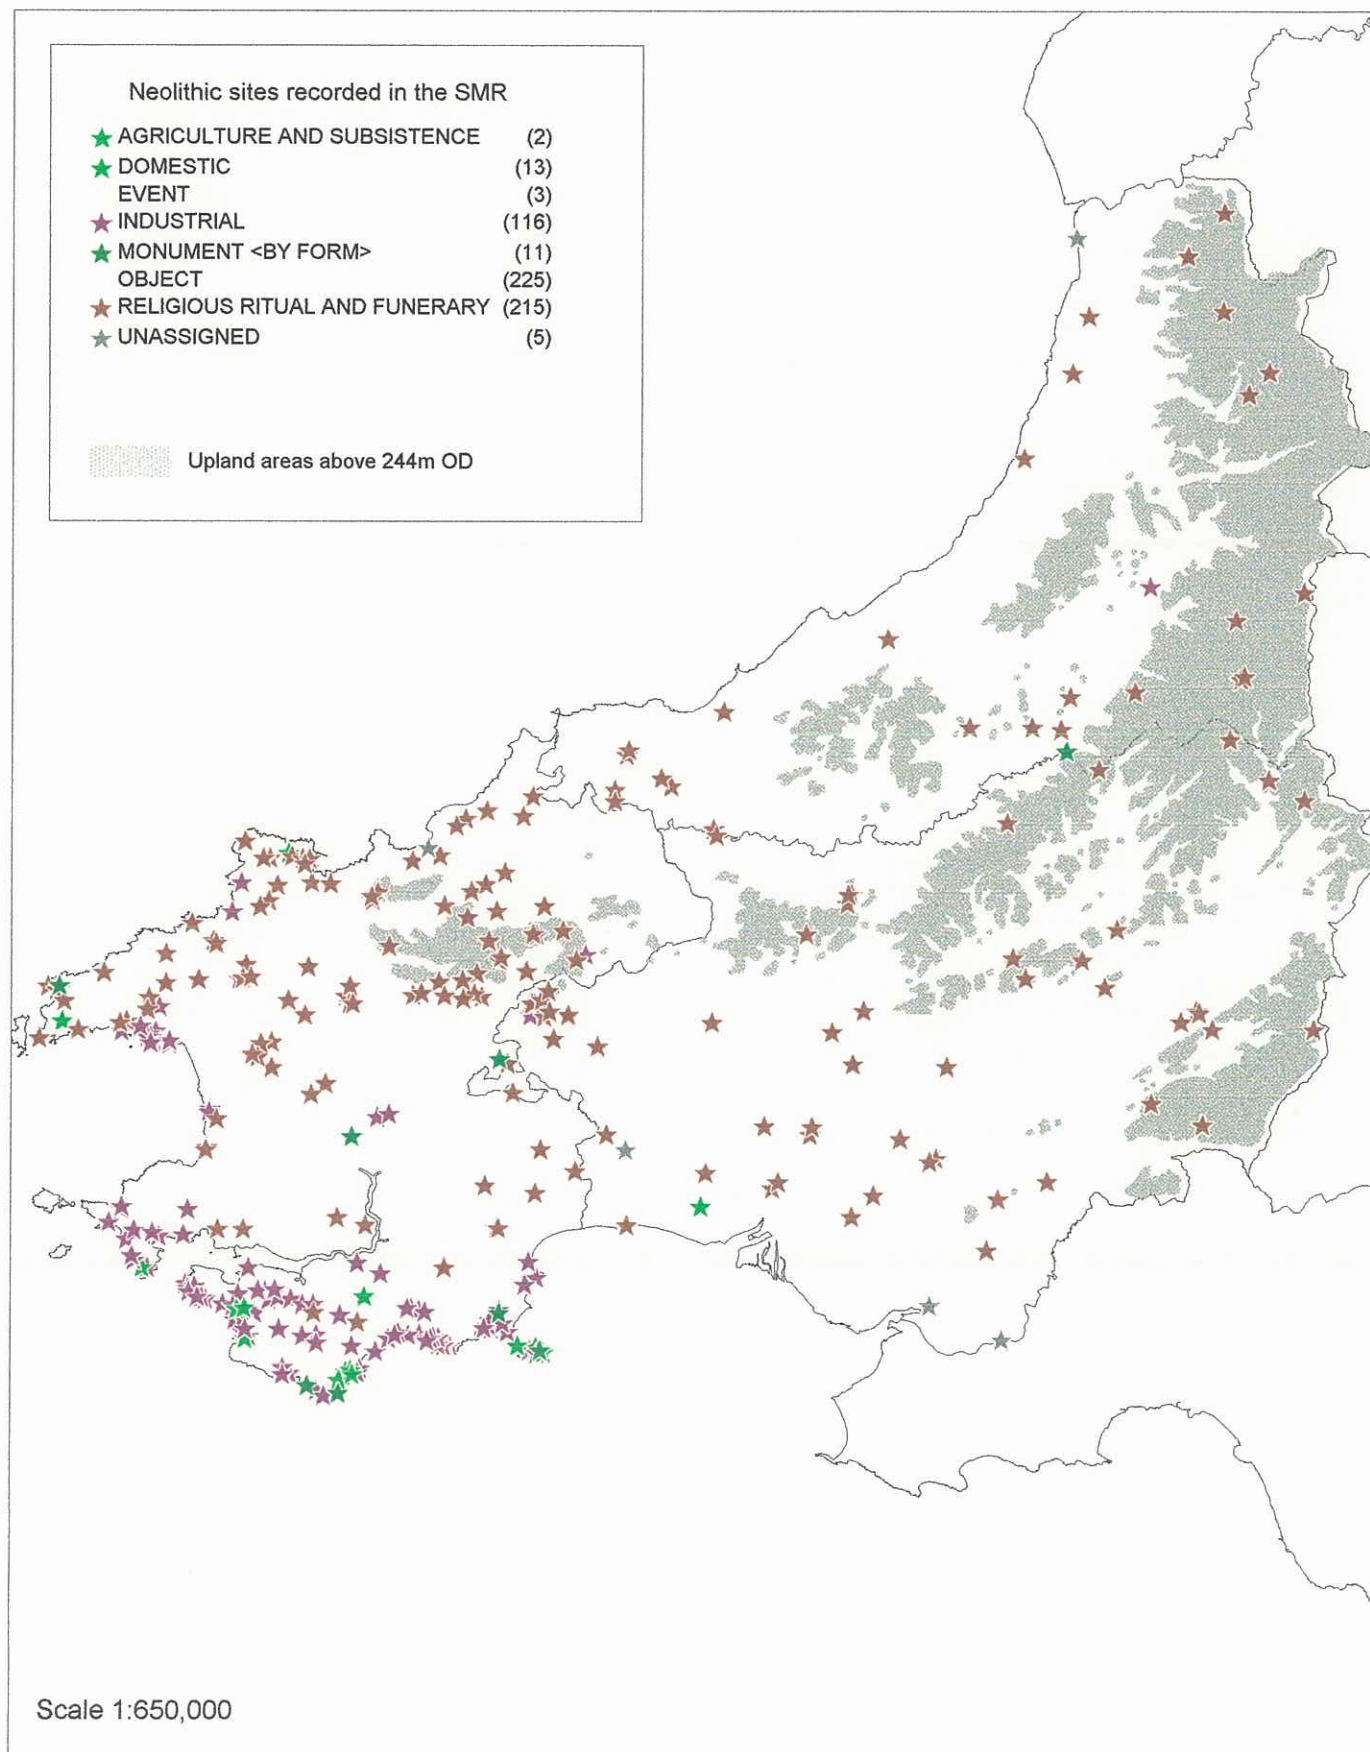 Neolithic sites recorded in the SMR
AGRICULTURE AND SUBSISTENCE (2)
DOMESTIC (13)
EVENT (3)
INDUSTRIAL (116)
MONUMENT <BY FORM> (11)
OBJECT (225)
RELIGIOUS RITUAL AND FUNERARY (215)
UNASSIGNED (5)
Upland areas above 244m OD
Scale 1:650,000